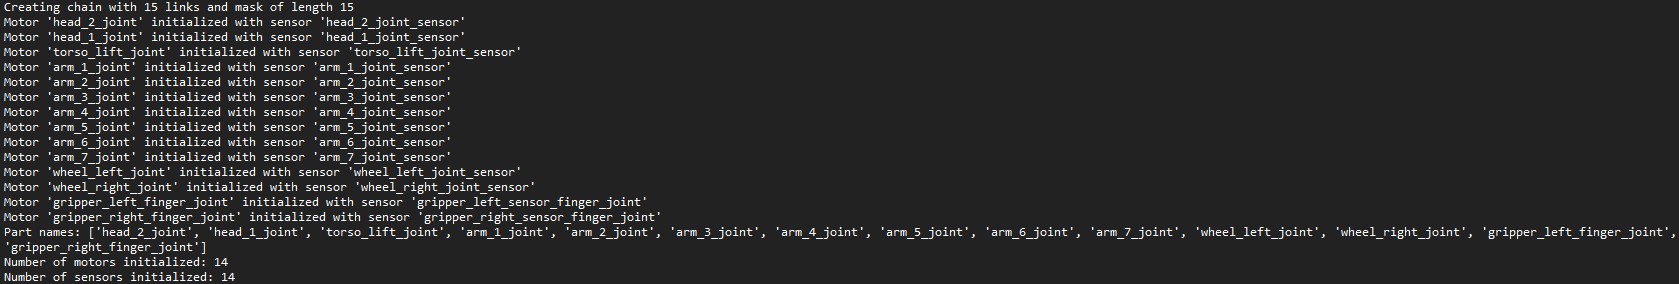 Creating chain with 15 links and mask of length 15
Motor 'head_2_joint' initialized with sensor 'head_2_joint_sensor'
Motor 'head_1_joint' initialized with sensor 'head_1_joint_sensor'
Motor 'torso_lift_joint' initialized with sensor 'torso_lift_joint_sensor'
Motor 'arm_1_joint' initialized with sensor 'arm_1_joint_sensor'
Motor 'arm_2_joint' initialized with sensor 'arm_2_joint_sensor'
Motor 'arm_3_joint' initialized with sensor 'arm_3_joint_sensor'
Motor 'arm_4_joint' initialized with sensor 'arm_4_joint_sensor'
Motor 'arm_5_joint' initialized with sensor 'arm_5_joint_sensor'
Motor 'arm_6_joint' initialized with sensor 'arm_6_joint_sensor'
Motor 'arm_7_joint' initialized with sensor 'arm_7_joint_sensor'
Motor 'wheel_left_joint' initialized with sensor 'wheel_left_joint_sensor'
Motor 'wheel_right_joint' initialized with sensor 'wheel_right_joint_sensor'
Motor 'gripper_left_finger_joint' initialized with sensor 'gripper_left_sensor_finger_joint'
Motor 'gripper_right_finger_joint' initialized with sensor 'gripper_right_sensor_finger_joint'
Part names: ['head_2_joint', 'head_1_joint', 'torso_lift_joint', 'arm_1_joint', 'arm_2_joint', 'arm_3_joint', 'arm_4_joint', 'arm_5_joint', 'arm_6_joint', 'arm_7_joint', 'wheel_left_joint', 'wheel_right_joint', 'gripper_left_finger_joint',
'gripper_right_finger_joint']
Number of motors initialized: 14
Number of sensors initialized: 14